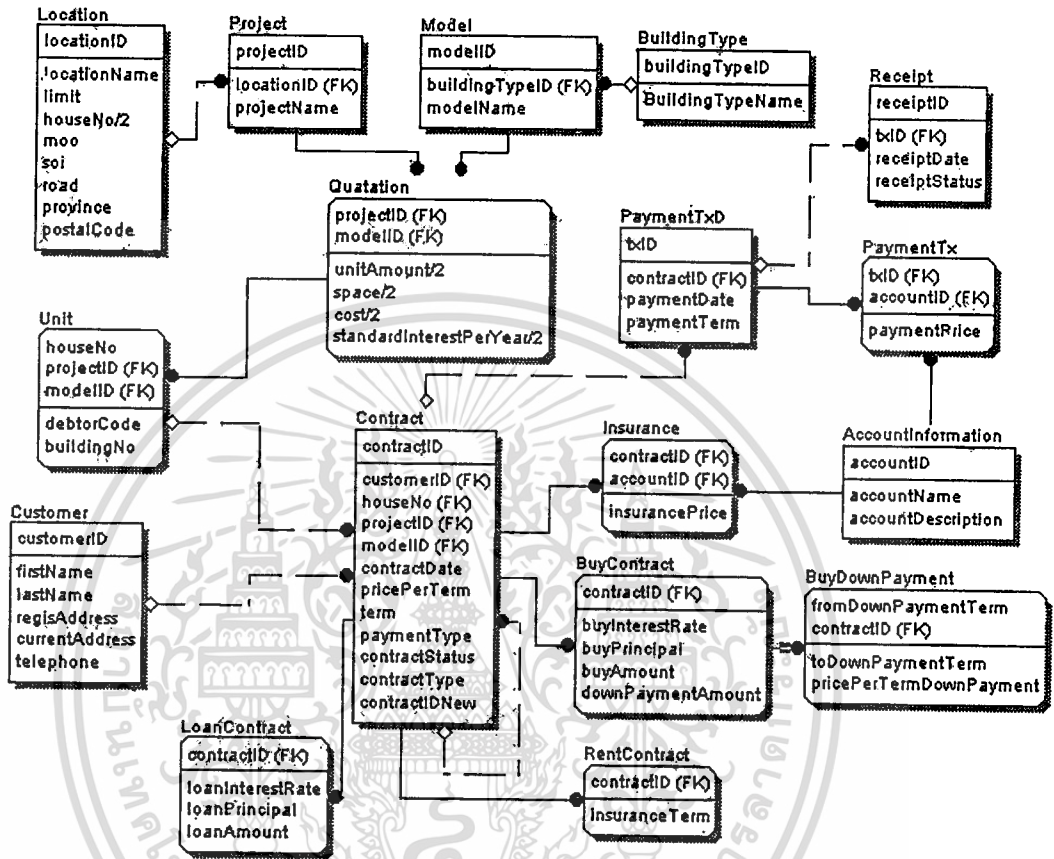 Location
locationID
locationName
limit
houseNo/2
moo
soi
road
province
postalCode
Project
projectID
locationID (FK)
projectName
Model
modelID
buildingTypeID (FK)
modelName
BuildingType
buildingTypeID
BuildingTypeName
Receipt
receiptID
txID (FK)
receiptDate
receiptStatus
Quatation
projectID (FK)
modelID (FK)
unitAmount/2
space/2
cost/2
standardInterestPerYear/2
PaymentTxD
txID
contractID (FK)
paymentDate
paymentTerm
PaymentTx
txID (FK)
accountID (FK)
paymentPrice
Unit
houseNo
projectID (FK)
modelID (FK)
debtorCode
buildingNo
Contract
contractID
customerID (FK)
houseNo (FK)
projectID (FK)
modelID (FK)
contractDate
pricePerTerm
term
paymentType
contractStatus
contractType
contractIDNew
Insurance
contractID (FK)
accountID (FK)
insurancePrice
AccountInformation
accountID
accountName
accountDescription
Customer
customerID
firstName
lastName
regisAddress
currentAddress
telephone
BuyContract
contractID (FK)
buyInterestRate
buyPrincipal
buyAmount
downPaymentAmount
BuyDownPayment
fromDownPaymentTerm
contractID (FK)
toDownPaymentTerm
pricePerTermDownPayment
LoanContract
contractID (FK)
loanInterestRate
loanPrincipal
loanAmount
RentContract
contractID (FK)
insuranceTerm